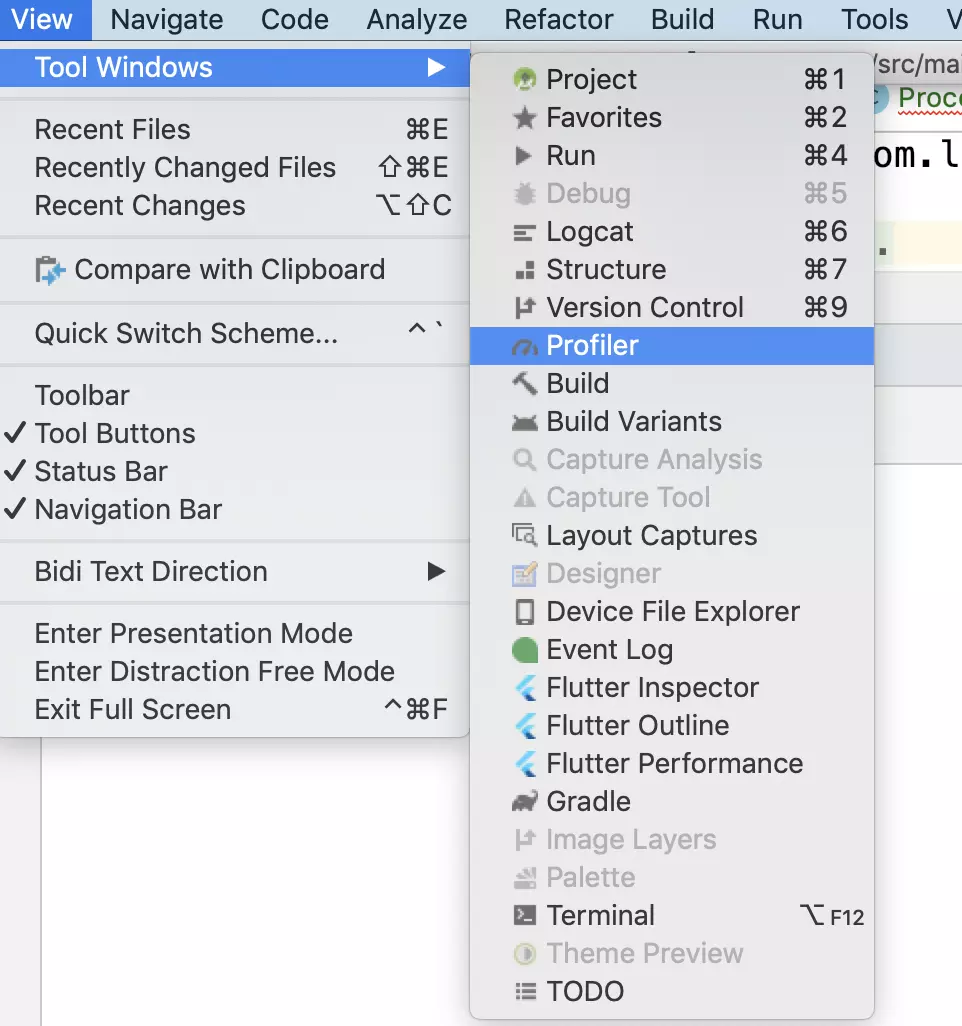 View Navigate Code Analyze Refactor Build Run Tools
Tool Windows
Recent Files ⌘E
Recently Changed Files ⇧⌘E
Recent Changes ⌥⇧C
Compare with Clipboard
Quick Switch Scheme... ^`
Toolbar
✓ Tool Buttons
✓ Status Bar
✓ Navigation Bar
Bidi Text Direction
Enter Presentation Mode
Enter Distraction Free Mode
Exit Full Screen ^⌘F
Project ⌘1
Favorites ⌘2
Run ⌘4
Debug ⌘5
Logcat ⌘6
Structure ⌘7
Version Control ⌘9
Profiler
Build
Build Variants
Capture Analysis
Capture Tool
Layout Captures
Designer
Device File Explorer
Event Log
Flutter Inspector
Flutter Outline
Flutter Performance
Gradle
Image Layers
Palette
Terminal ⌥F12
Theme Preview
TODO
/src/mai
Proce
om.l